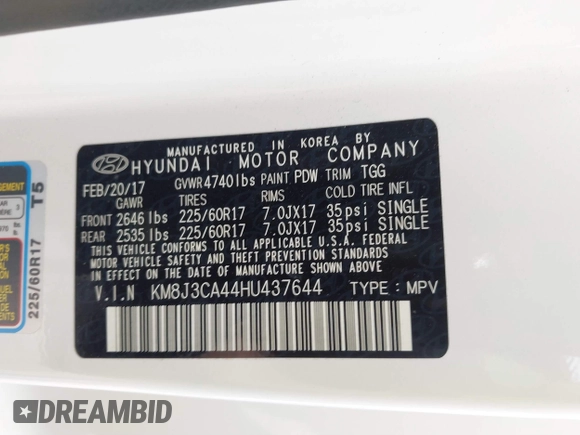 MANUFACTURED IN KOREA BY
HYUNDAI MOTOR COMPANY
FEB/20/17 GVWR 4740lbs PAINT PDW TRIM TGG
GAWR TIRES RIMS COLD TIRE INFL
FRONT 2646 lbs 225/60R17 7.0JX17 35 psi SINGLE
REAR 2535 lbs 225/60R17 7.0JX17 35 psi SINGLE
THIS VEHICLE CONFORMS TO ALL APPLICABLE U.S.A. FEDERAL
MOTOR VEHICLE SAFETY, BUMPER, AND THEFT PREVENTION
STANDARDS IN EFFECT ON THE DATE OF MANUFACTURE
SHOWN ABOVE.
V.I.N KM8J3CA44HU437644 TYPE : MPV
225/60R17 T5
DREAMBID